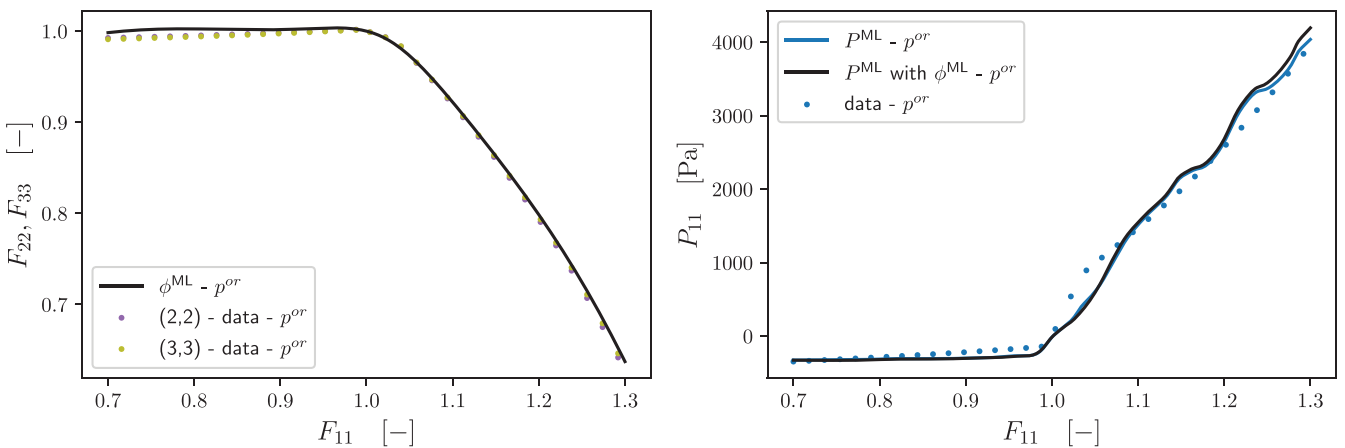 1.0
0.9
0.8
0.7
F₂₂, F₃₃ [−]
ϕᴹᴸ - pᵒʳ
(2,2) - data - pᵒʳ
(3,3) - data - pᵒʳ
0.7 0.8 0.9 1.0 1.1 1.2 1.3
F₁₁ [−]
4000
3000
2000
1000
0
P₁₁ [Pa]
Pᴹᴸ - pᵒʳ
Pᴹᴸ with ϕᴹᴸ - pᵒʳ
data - pᵒʳ
0.7 0.8 0.9 1.0 1.1 1.2 1.3
F₁₁ [−]